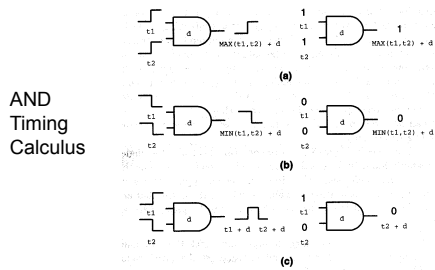 AND
Timing
Calculus
t1
d
t2
MAX(t1,t2) + d
1
t1
1
t2
d
1
MAX(t1,t2) + d
(a)
t1
d
t2
MIN(t1,t2) + d
0
t1
0
t2
d
0
MIN(t1,t2) + d
(b)
t1
d
t2
t1 + d t2 + d
1
t1
0
t2
d
0
t2 + d
(c)